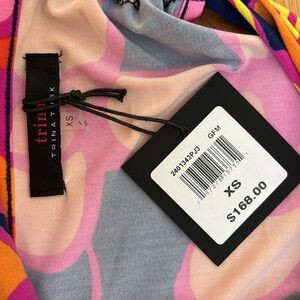 trina
TRINA TURK
XS
GFM
2401343PJ3
XS
$168.00